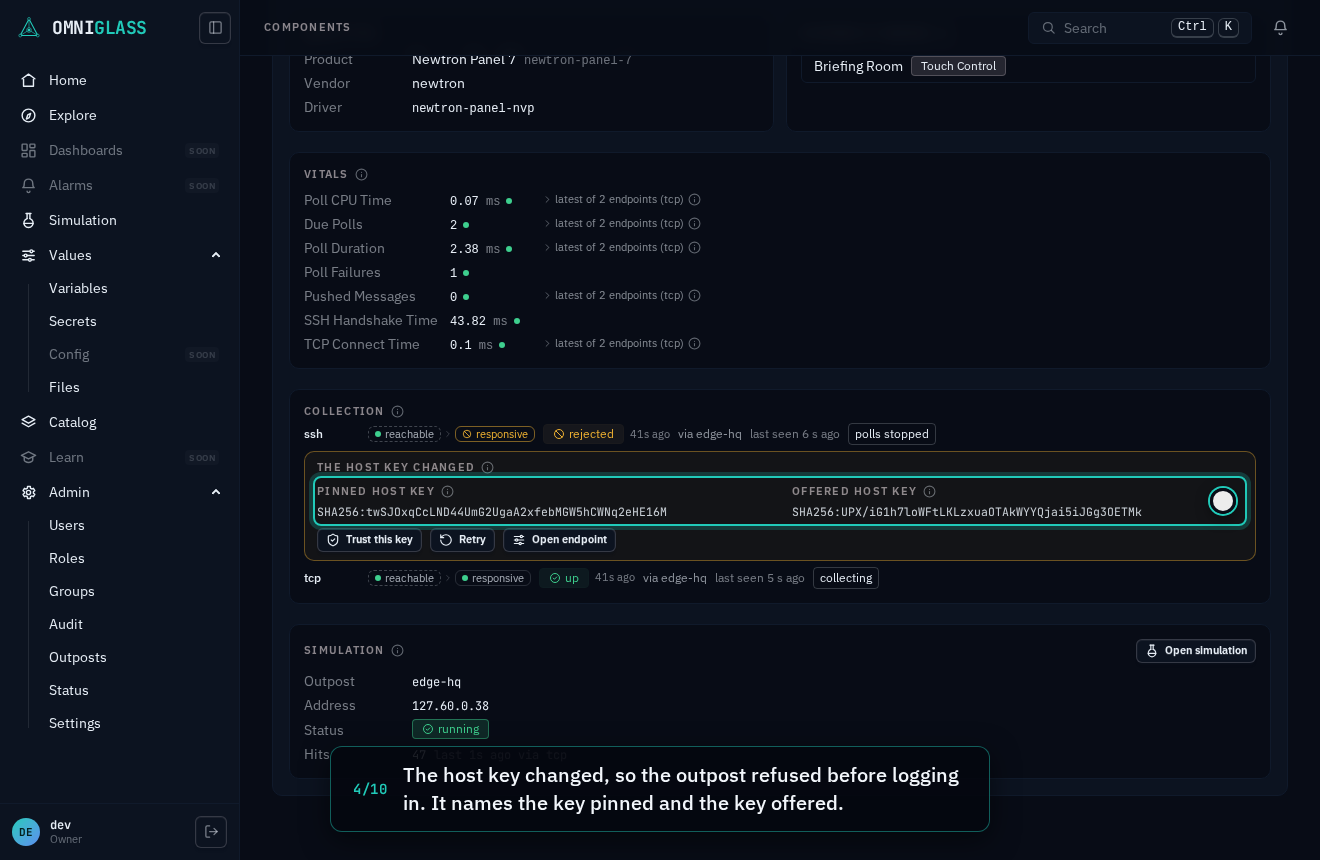 OMNIGLASS
COMPONENTS
Search
Ctrl K
Home
Explore
Dashboards SOON
Alarms SOON
Simulation
Values
Variables
Secrets
Config SOON
Files
Catalog
Learn SOON
Admin
Users
Roles
Groups
Audit
Outposts
Status
Settings
DE
dev
Owner
Product Newtron Panel 7 newtron-panel-7
Vendor newtron
Driver newtron-panel-nvp
Briefing Room Touch Control
VITALS
Poll CPU Time 0.07 ms latest of 2 endpoints (tcp)
Due Polls 2 latest of 2 endpoints (tcp)
Poll Duration 2.38 ms latest of 2 endpoints (tcp)
Poll Failures 1
Pushed Messages 0 latest of 2 endpoints (tcp)
SSH Handshake Time 43.82 ms
TCP Connect Time 0.1 ms latest of 2 endpoints (tcp)
COLLECTION
ssh reachable responsive rejected 41s ago via edge-hq last seen 6 s ago polls stopped
THE HOST KEY CHANGED
PINNED HOST KEY OFFERED HOST KEY
SHA256:twSJOxqCcLND44UmG2UgaA2xfebMGW5hCWNq2eHE16M SHA256:UPX/iG1h7loWFtLKLzxuaOTAkWYYQjai5iJGg3OETMk
Trust this key Retry Open endpoint
tcp reachable responsive up 41s ago via edge-hq last seen 5 s ago collecting
SIMULATION
Open simulation
Outpost edge-hq
Address 127.60.0.38
Status running
Hits 47 last 1s ago via tcp
4/10
The host key changed, so the outpost refused before logging
in. It names the key pinned and the key offered.